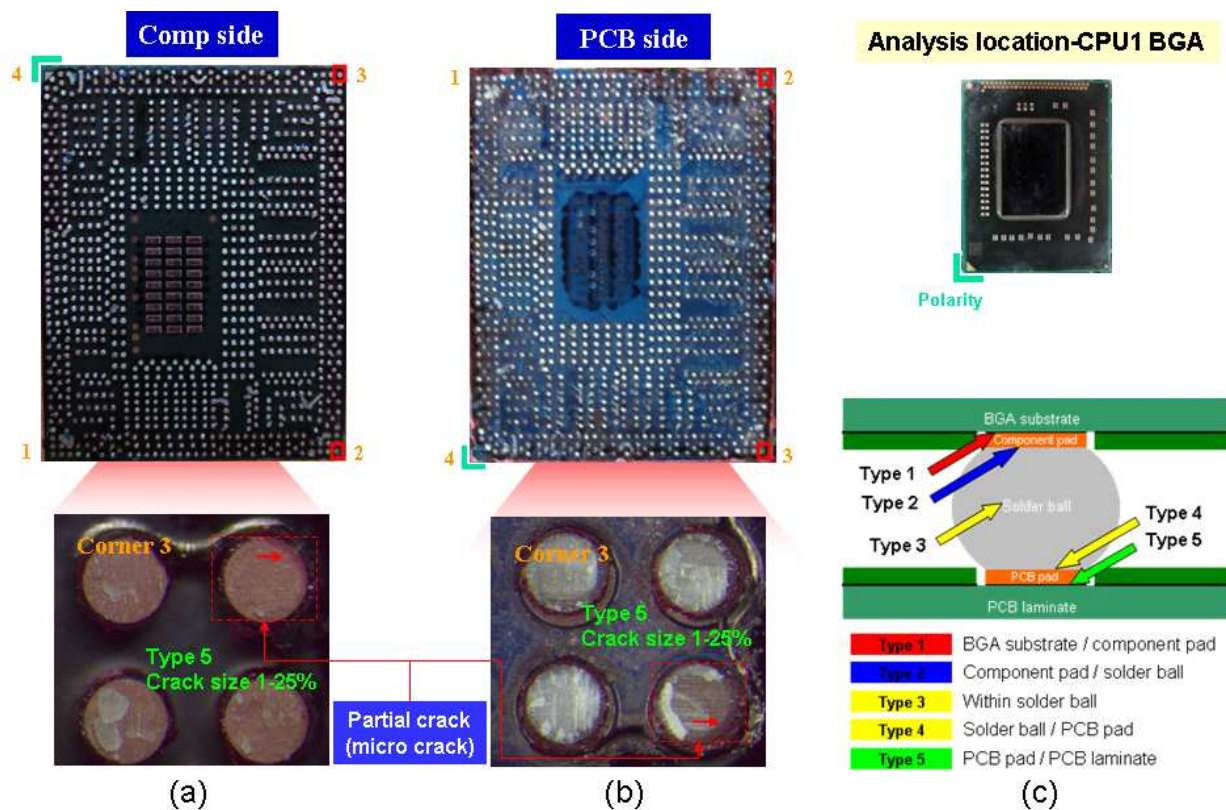 Comp side
PCB side
Analysis location-CPU1 BGA
4
3
1
2
1
2
4
3
Polarity
Corner 3
Type 5
Crack size 1-25%
Corner 3
Type 5
Crack size 1-25%
Partial crack
(micro crack)
BGA substrate
Component pad
Type 1
Type 2
Solder ball
Type 3
Type 4
Type 5
PCB pad
PCB laminate
Type 1 BGA substrate / component pad
Type 2 Component pad / solder ball
Type 3 Within solder ball
Type 4 Solder ball / PCB pad
Type 5 PCB pad / PCB laminate
(a)
(b)
(c)